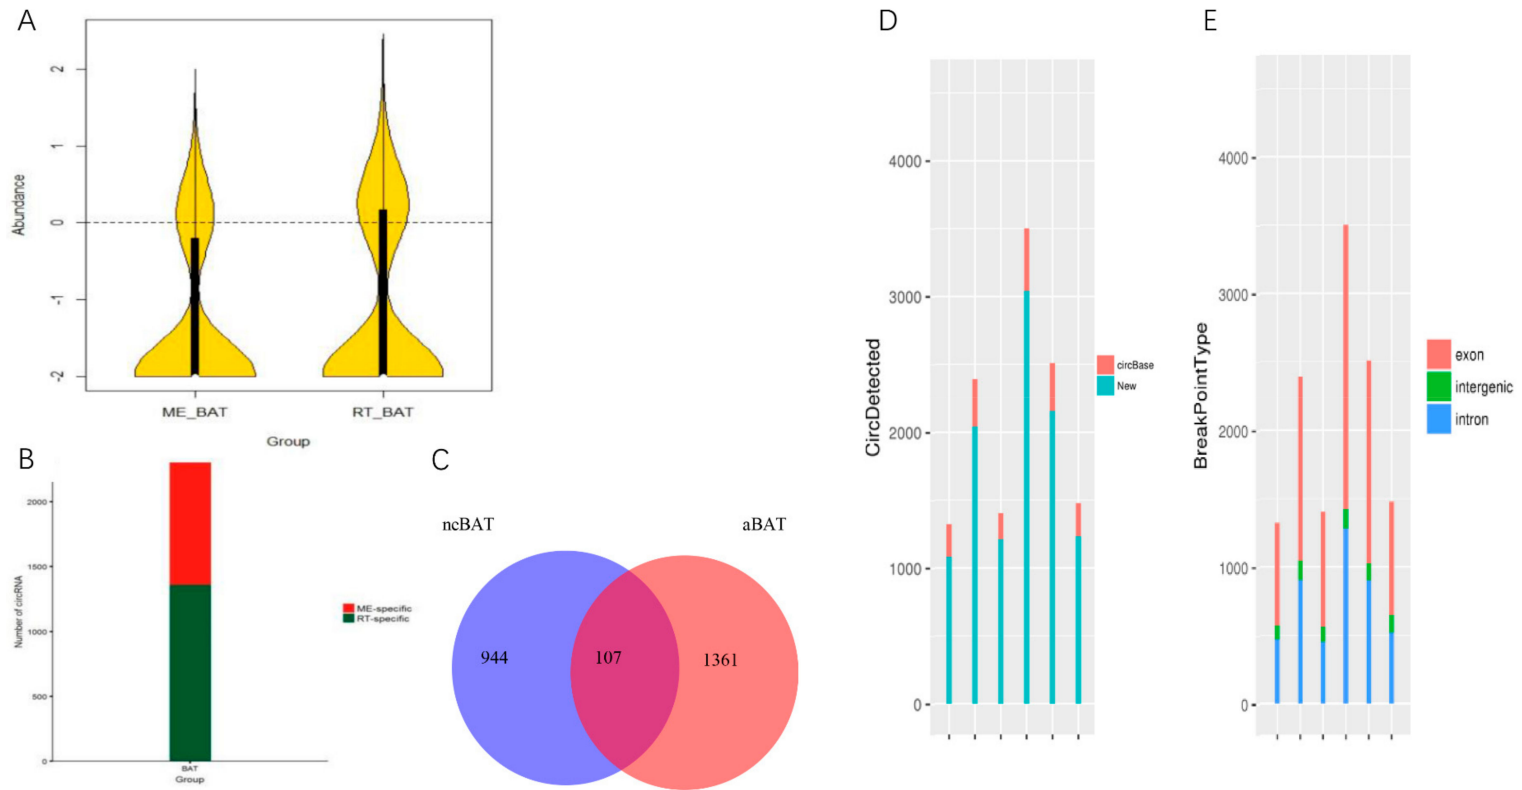 A
2
1
0
-1
-2
Abundance
ME_BAT
RT_BAT
Group
B
2000
1500
1000
500
0
Number of circRNA
BAT
Group
ME-specific
RT-specific
C
ncBAT
aBAT
944
107
1361
D
4000
3000
2000
1000
0
CircDetected
circBase
New
E
4000
3000
2000
1000
0
BreakPointType
exon
intergenic
intron